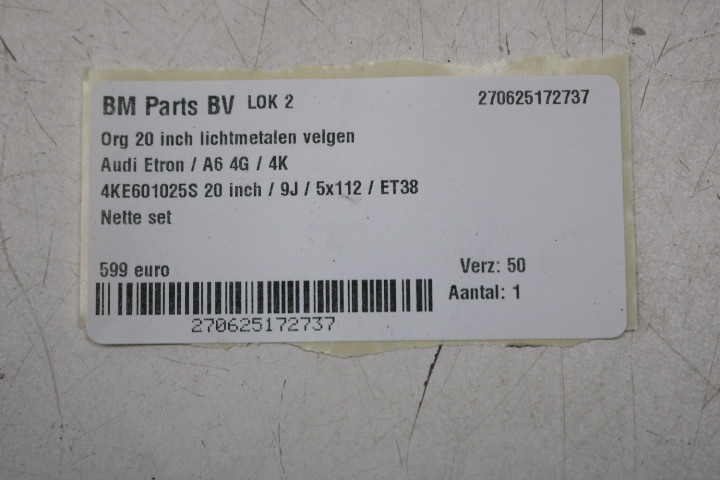 BM Parts BV LOK 2 270625172737
Org 20 inch lichtmetalen velgen
Audi Etron / A6 4G / 4K
4KE601025S 20 inch / 9J / 5x112 / ET38
Nette set
599 euro Verz: 50
Aantal: 1
270625172737